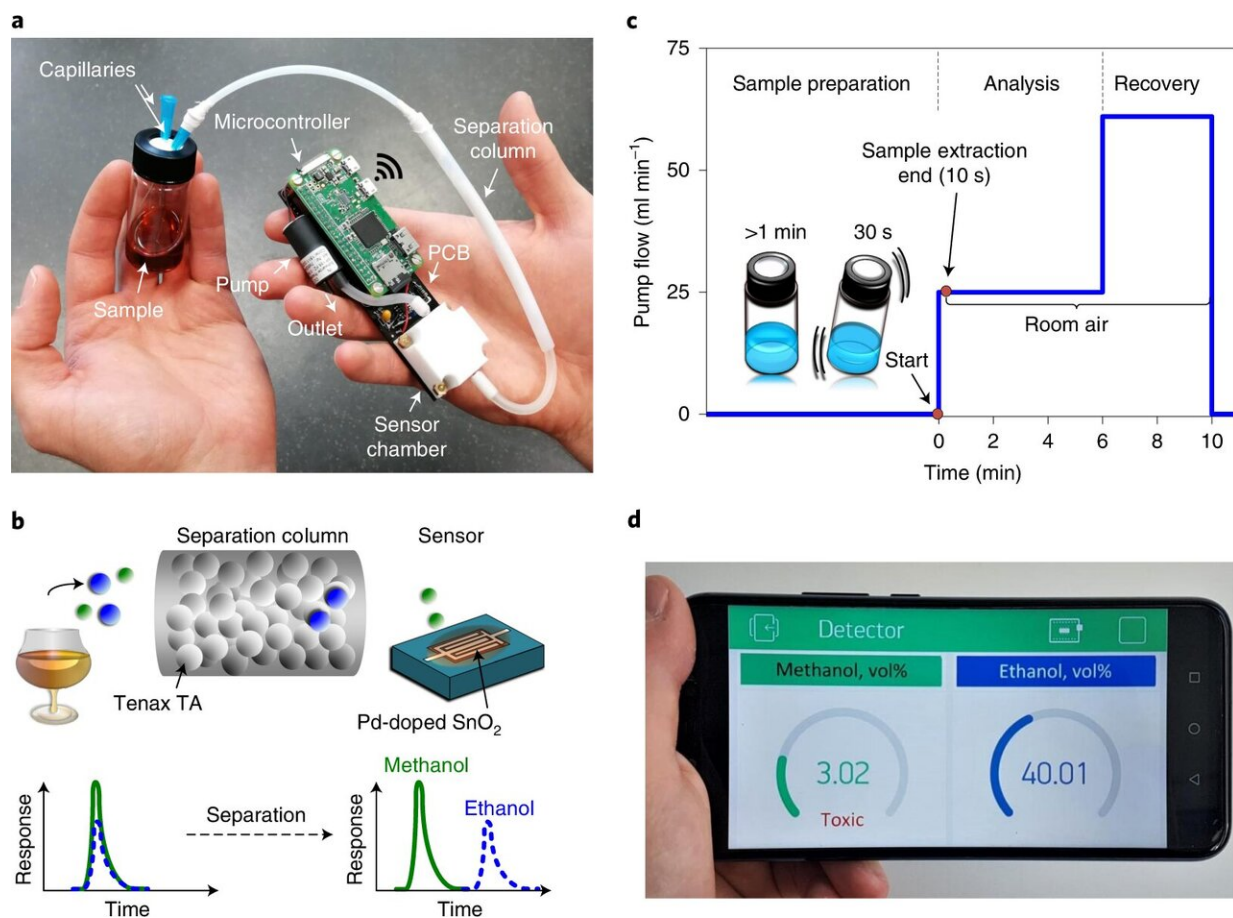 a
Capillaries
Microcontroller
Separation
column
PCB
Pump
Sample
Outlet
Sensor
chamber
b
Separation column
Sensor
Tenax TA
Pd-doped SnO₂
Response
Time
Separation
Response
Methanol
Ethanol
Time
c
Pump flow (ml min⁻¹)
75
50
25
0
Sample preparation
Analysis
Recovery
Sample extraction
end (10 s)
>1 min
30 s
Room air
Start
0 2 4 6 8 10
Time (min)
d
Detector
Methanol, vol%
Ethanol, vol%
3.02
40.01
Toxic